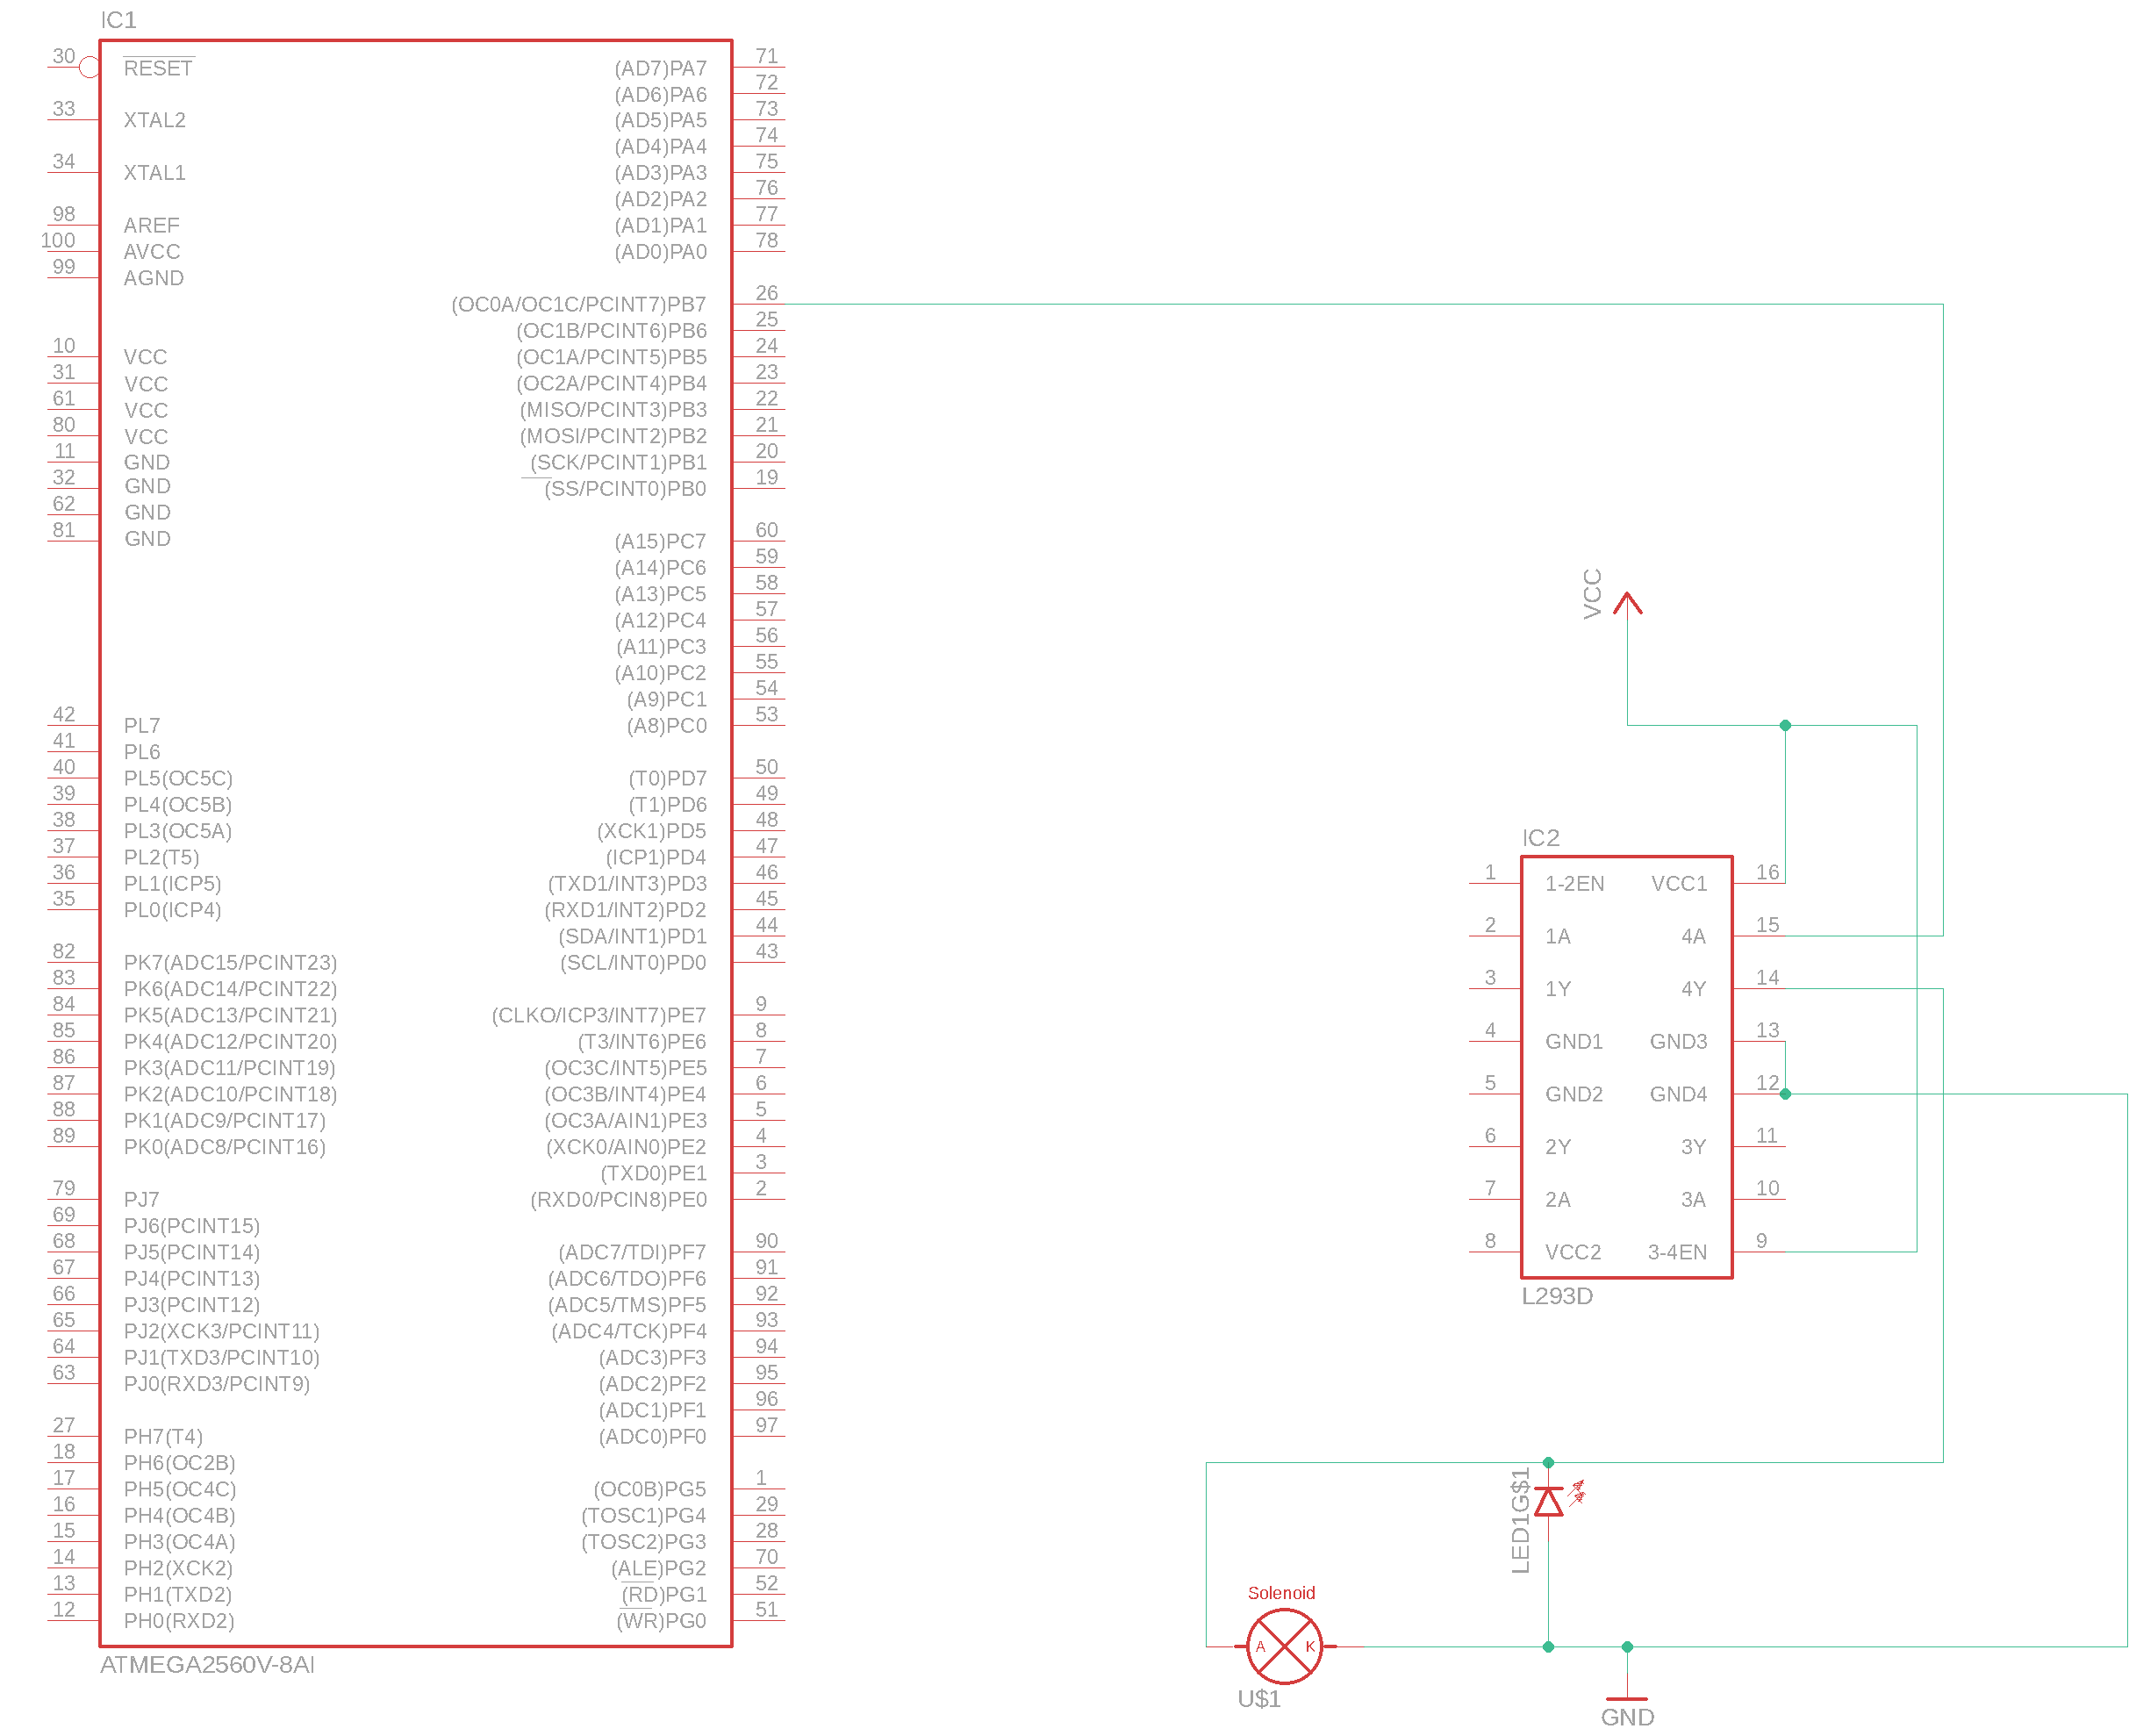 IC1
30 RESET
33 XTAL2
34 XTAL1
98 AREF
100 AVCC
99 AGND
10 VCC
31 VCC
61 VCC
80 VCC
11 GND
32 GND
62 GND
81 GND
42 PL7
41 PL6
40 PL5(OC5C)
39 PL4(OC5B)
38 PL3(OC5A)
37 PL2(T5)
36 PL1(ICP5)
35 PL0(ICP4)
82 PK7(ADC15/PCINT23)
83 PK6(ADC14/PCINT22)
84 PK5(ADC13/PCINT21)
85 PK4(ADC12/PCINT20)
86 PK3(ADC11/PCINT19)
87 PK2(ADC10/PCINT18)
88 PK1(ADC9/PCINT17)
89 PK0(ADC8/PCINT16)
79 PJ7
69 PJ6(PCINT15)
68 PJ5(PCINT14)
67 PJ4(PCINT13)
66 PJ3(PCINT12)
65 PJ2(XCK3/PCINT11)
64 PJ1(TXD3/PCINT10)
63 PJ0(RXD3/PCINT9)
27 PH7(T4)
18 PH6(OC2B)
17 PH5(OC4C)
16 PH4(OC4B)
15 PH3(OC4A)
14 PH2(XCK2)
13 PH1(TXD2)
12 PH0(RXD2)
(AD7)PA7 71
(AD6)PA6 72
(AD5)PA5 73
(AD4)PA4 74
(AD3)PA3 75
(AD2)PA2 76
(AD1)PA1 77
(AD0)PA0 78
(OC0A/OC1C/PCINT7)PB7 26
(OC1B/PCINT6)PB6 25
(OC1A/PCINT5)PB5 24
(OC2A/PCINT4)PB4 23
(MISO/PCINT3)PB3 22
(MOSI/PCINT2)PB2 21
(SCK/PCINT1)PB1 20
(SS/PCINT0)PB0 19
(A15)PC7 60
(A14)PC6 59
(A13)PC5 58
(A12)PC4 57
(A11)PC3 56
(A10)PC2 55
(A9)PC1 54
(A8)PC0 53
(T0)PD7 50
(T1)PD6 49
(XCK1)PD5 48
(ICP1)PD4 47
(TXD1/INT3)PD3 46
(RXD1/INT2)PD2 45
(SDA/INT1)PD1 44
(SCL/INT0)PD0 43
(CLKO/ICP3/INT7)PE7 9
(T3/INT6)PE6 8
(OC3C/INT5)PE5 7
(OC3B/INT4)PE4 6
(OC3A/AIN1)PE3 5
(XCK0/AIN0)PE2 4
(TXD0)PE1 3
(RXD0/PCIN8)PE0 2
(ADC7/TDI)PF7 90
(ADC6/TDO)PF6 91
(ADC5/TMS)PF5 92
(ADC4/TCK)PF4 93
(ADC3)PF3 94
(ADC2)PF2 95
(ADC1)PF1 96
(ADC0)PF0 97
(OC0B)PG5 1
(TOSC1)PG4 29
(TOSC2)PG3 28
(ALE)PG2 70
(RD)PG1 52
(WR)PG0 51
ATMEGA2560V-8AI
VCC
IC2
1 1-2EN VCC1 16
2 1A 4A 15
3 1Y 4Y 14
4 GND1 GND3 13
5 GND2 GND4 12
6 2Y 3Y 11
7 2A 3A 10
8 VCC2 3-4EN 9
L293D
LED1G$1
Solenoid
A K
U$1
GND